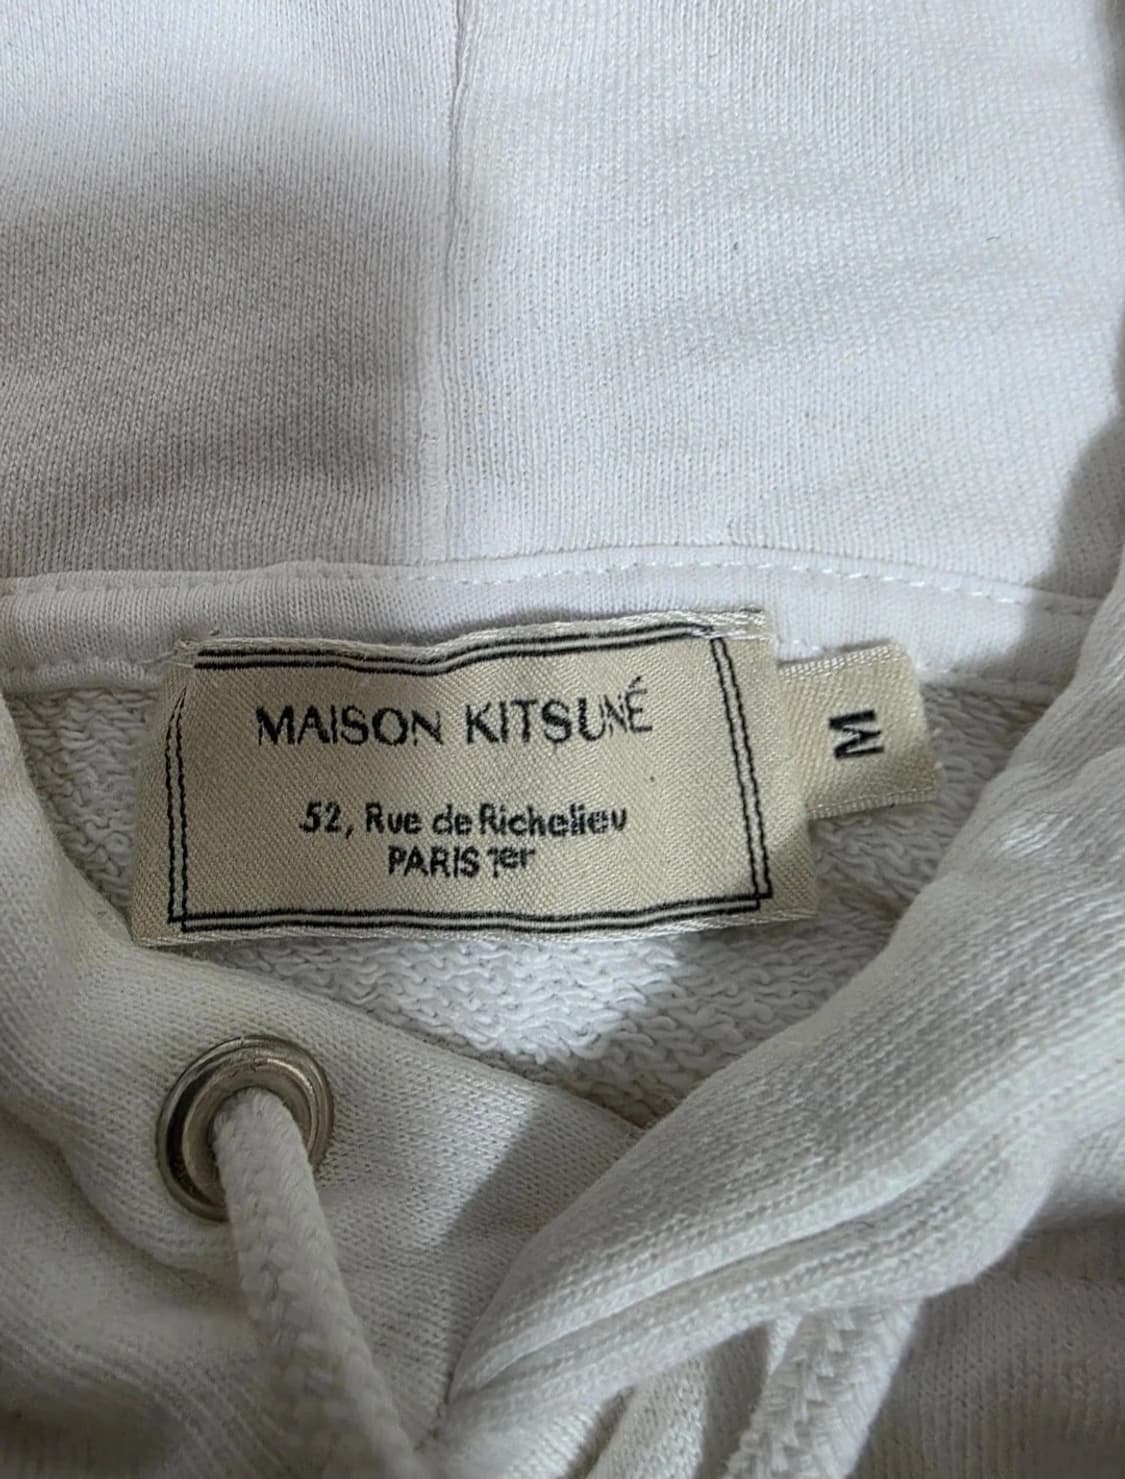 MAISON KITSUNÉ
52, Rue de Richelieu
PARIS 1er
M